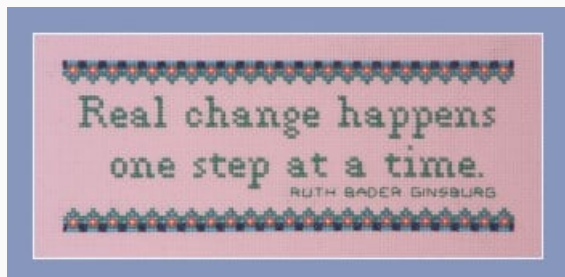 Real change happens
one step at a time.
RUTH BADER GINSBURG